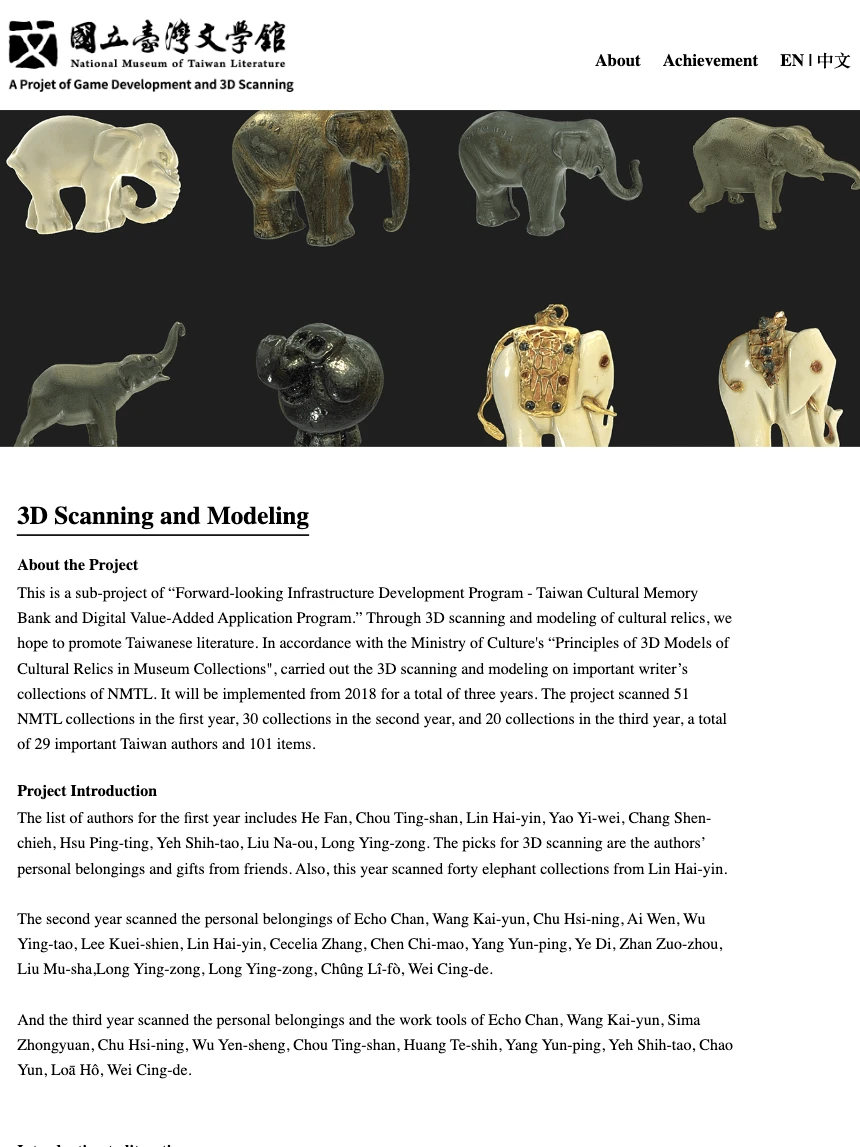 國立臺灣文學館
National Museum of Taiwan Literature
A Projet of Game Development and 3D Scanning
About Achievement EN | 中文
3D Scanning and Modeling
About the Project
This is a sub-project of “Forward-looking Infrastructure Development Program - Taiwan Cultural Memory
Bank and Digital Value-Added Application Program.” Through 3D scanning and modeling of cultural relics, we
hope to promote Taiwanese literature. In accordance with the Ministry of Culture's “Principles of 3D Models of
Cultural Relics in Museum Collections", carried out the 3D scanning and modeling on important writer’s
collections of NMTL. It will be implemented from 2018 for a total of three years. The project scanned 51
NMTL collections in the first year, 30 collections in the second year, and 20 collections in the third year, a total
of 29 important Taiwan authors and 101 items.
Project Introduction
The list of authors for the first year includes He Fan, Chou Ting-shan, Lin Hai-yin, Yao Yi-wei, Chang Shen-
chieh, Hsu Ping-ting, Yeh Shih-tao, Liu Na-ou, Long Ying-zong. The picks for 3D scanning are the authors’
personal belongings and gifts from friends. Also, this year scanned forty elephant collections from Lin Hai-yin.
The second year scanned the personal belongings of Echo Chan, Wang Kai-yun, Chu Hsi-ning, Ai Wen, Wu
Ying-tao, Lee Kuei-shien, Lin Hai-yin, Cecelia Zhang, Chen Chi-mao, Yang Yun-ping, Ye Di, Zhan Zuo-zhou,
Liu Mu-sha,Long Ying-zong, Long Ying-zong, Chûng Lî-fò, Wei Cing-de.
And the third year scanned the personal belongings and the work tools of Echo Chan, Wang Kai-yun, Sima
Zhongyuan, Chu Hsi-ning, Wu Yen-sheng, Chou Ting-shan, Huang Te-shih, Yang Yun-ping, Yeh Shih-tao, Chao
Yun, Loā Hô, Wei Cing-de.